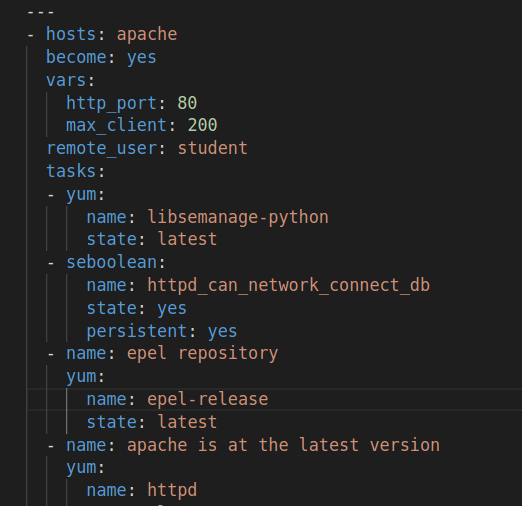 ---
- hosts: apache
  become: yes
  vars:
    http_port: 80
    max_client: 200
  remote_user: student
  tasks:
  - yum:
      name: libsemanage-python
      state: latest
  - seboolean:
      name: httpd_can_network_connect_db
      state: yes
      persistent: yes
  - name: epel repository
    yum:
      name: epel-release
      state: latest
  - name: apache is at the latest version
    yum:
      name: httpd